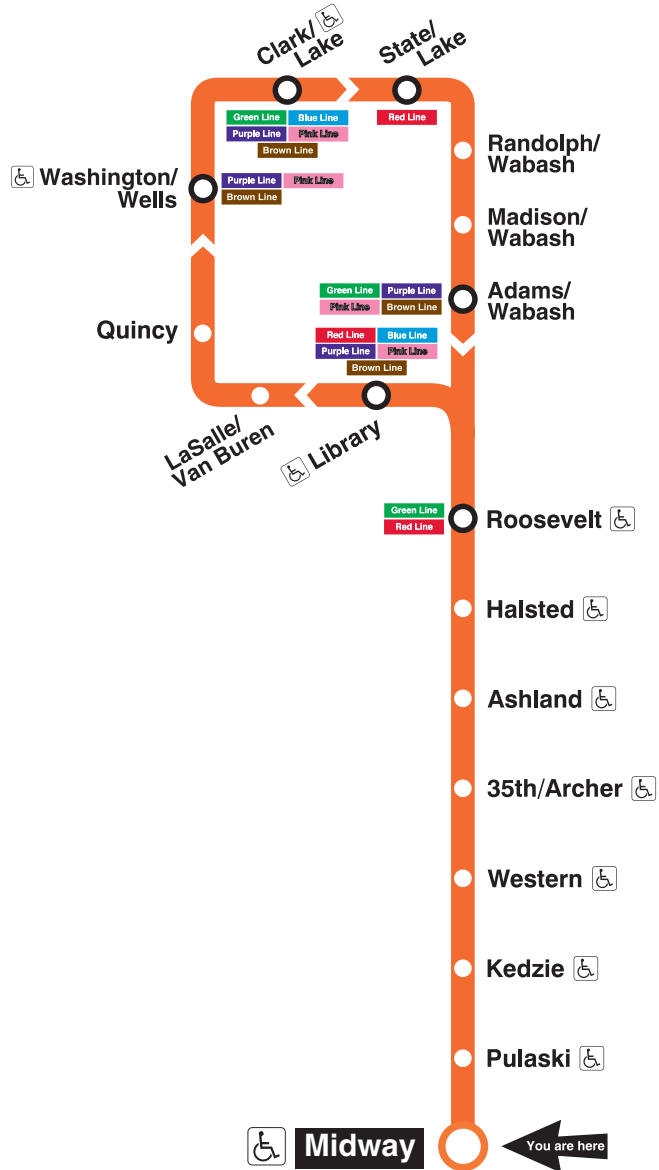 Clark/
Lake
State/
Lake
Green Line
Blue Line
Purple Line
Pink Line
Brown Line
Red Line
Randolph/
Wabash
Washington/
Wells
Purple Line
Pink Line
Brown Line
Madison/
Wabash
Green Line
Purple Line
Pink Line
Brown Line
Adams/
Wabash
Quincy
Red Line
Blue Line
Purple Line
Pink Line
Brown Line
LaSalle/
Van Buren
Library
Green Line
Red Line
Roosevelt
Halsted
Ashland
35th/Archer
Western
Kedzie
Pulaski
Midway
You are here